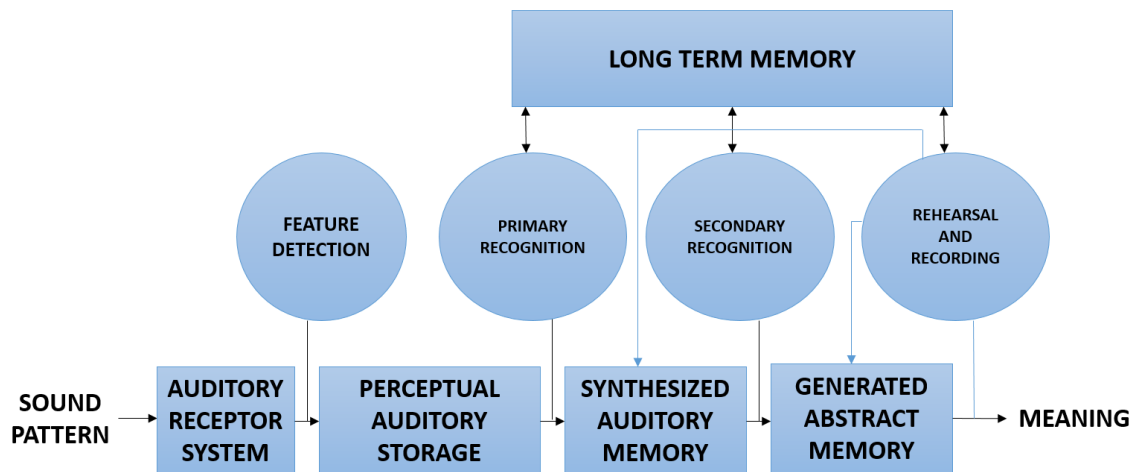 LONG TERM MEMORY
FEATURE
DETECTION
PRIMARY
RECOGNITION
SECONDARY
RECOGNITION
REHEARSAL
AND
RECORDING
SOUND
PATTERN
AUDITORY
RECEPTOR
SYSTEM
PERCEPTUAL
AUDITORY
STORAGE
SYNTHESIZED
AUDITORY
MEMORY
GENERATED
ABSTRACT
MEMORY
MEANING